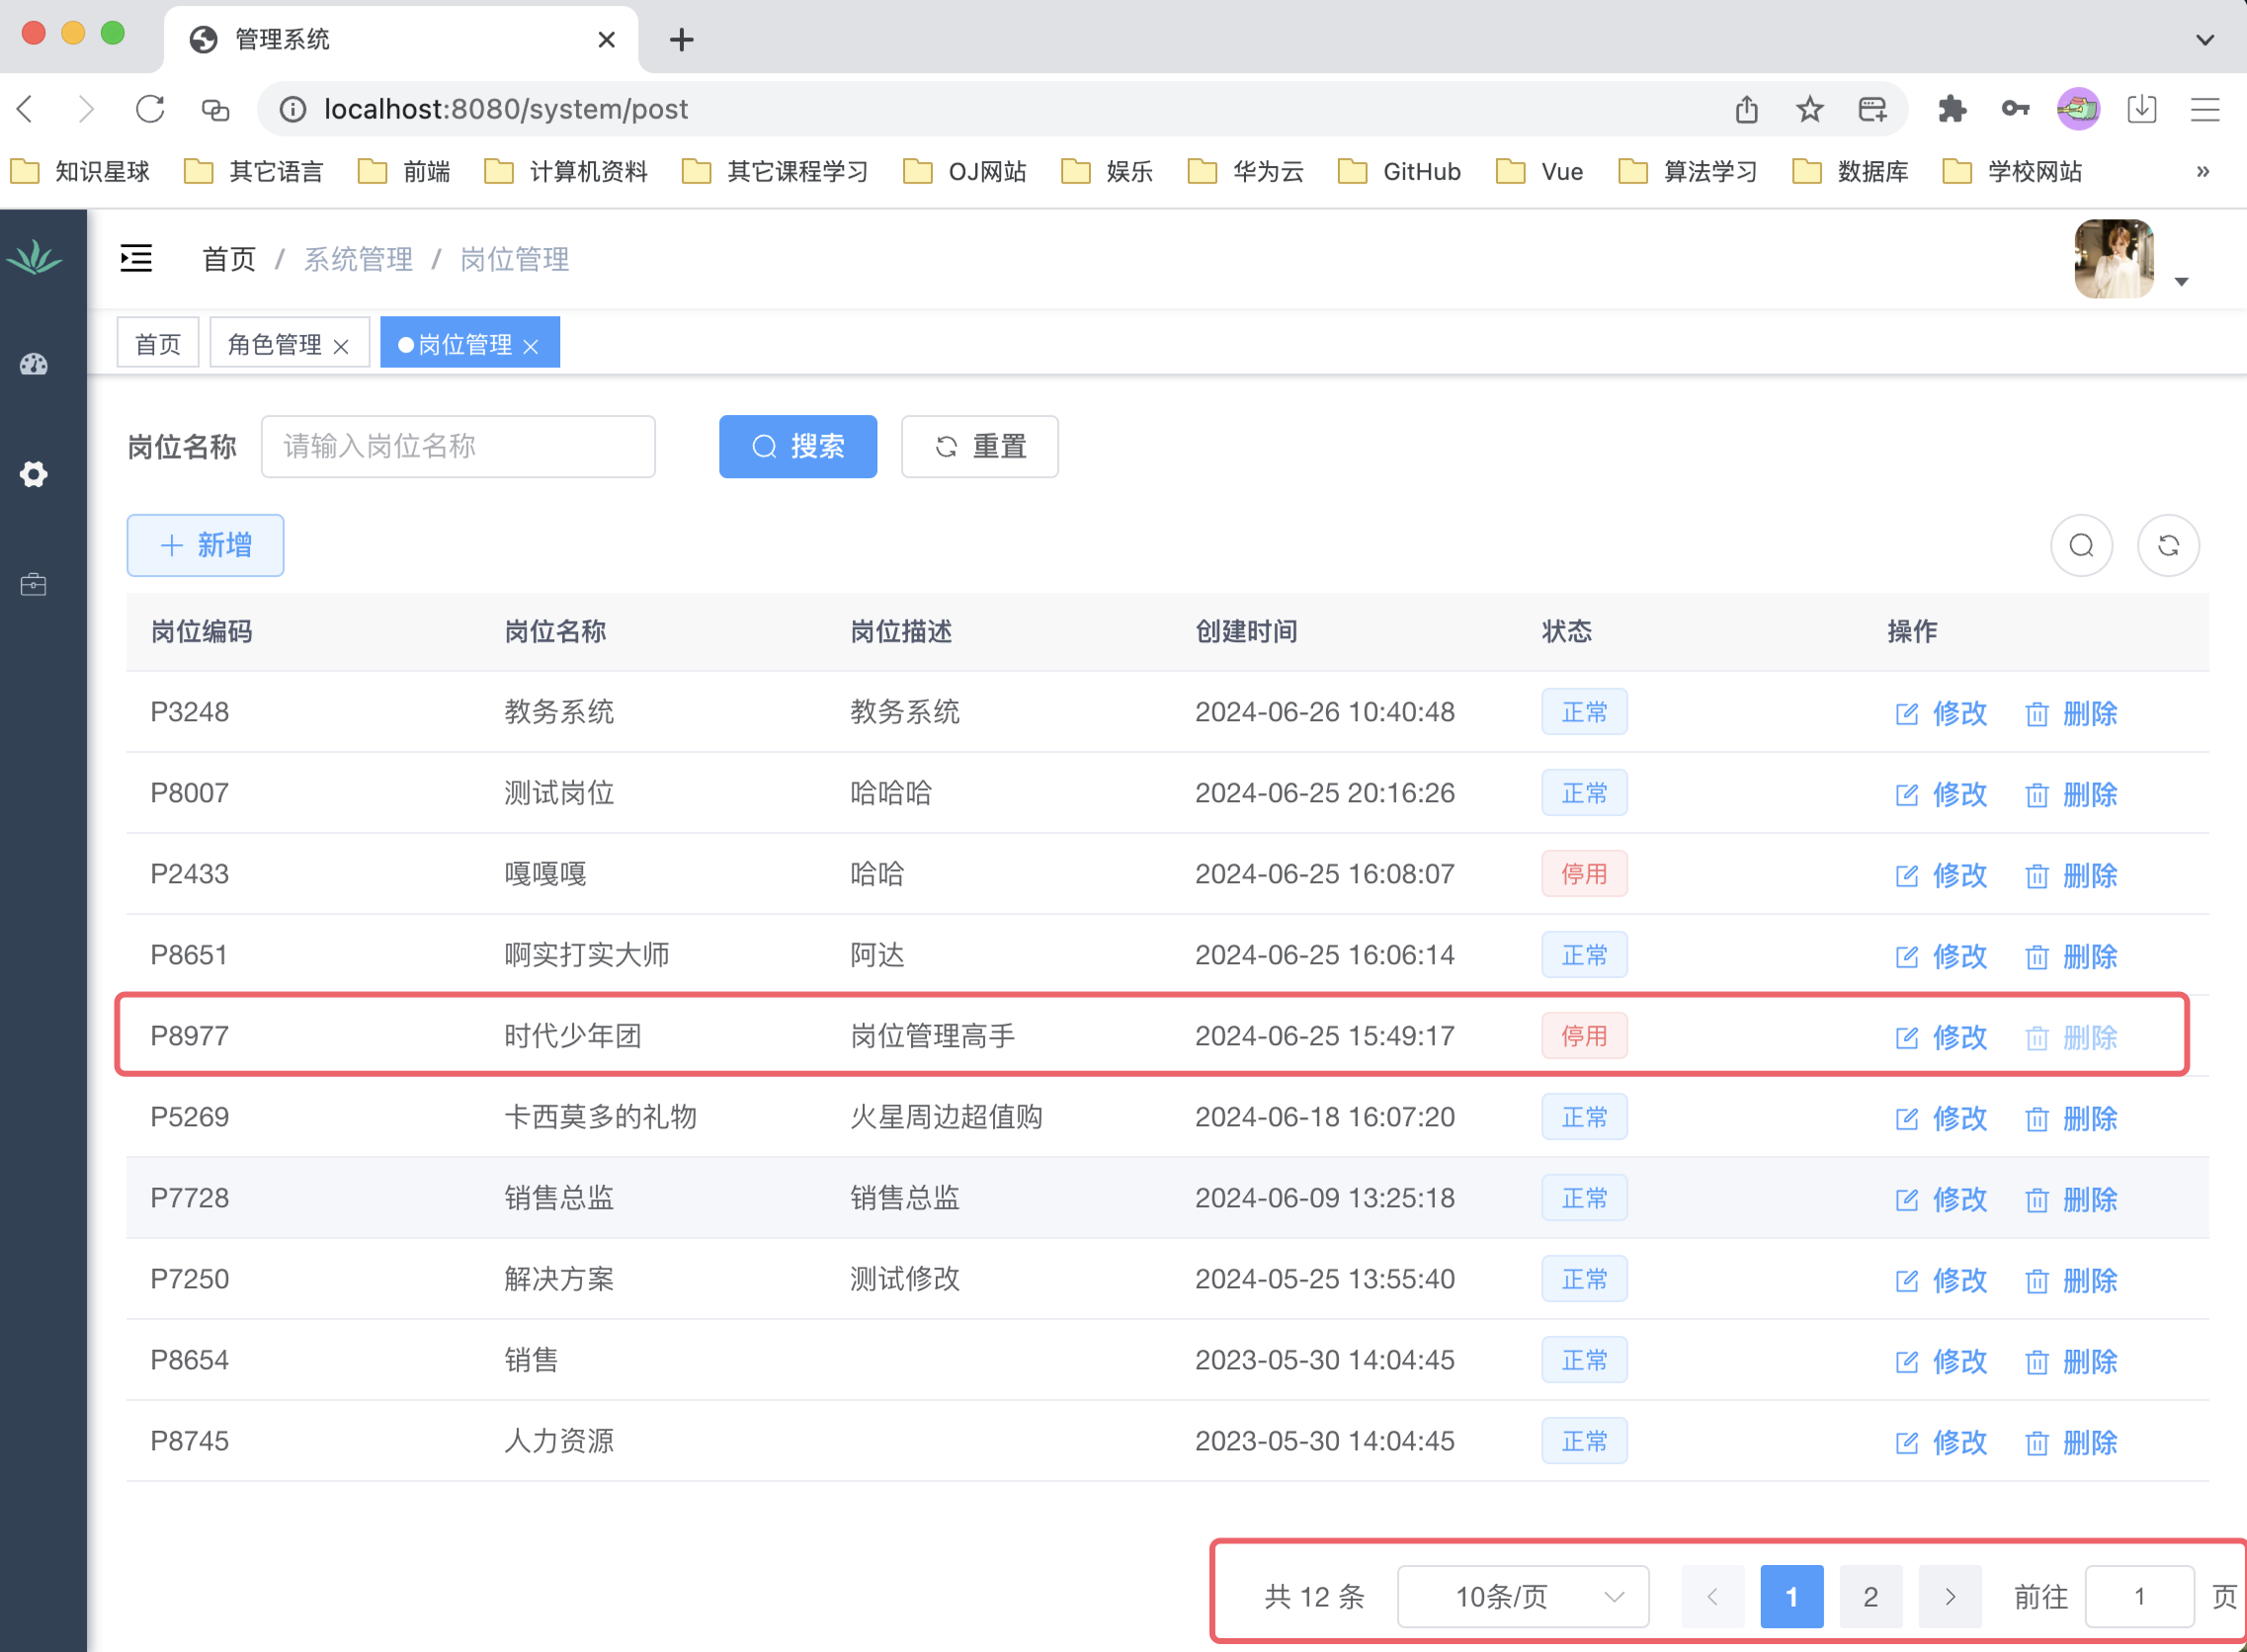 管理系统
localhost:8080/system/post
知识星球 其它语言 前端 计算机资料 其它课程学习 OJ网站 娱乐 华为云 GitHub Vue 算法学习 数据库 学校网站 »
首页 / 系统管理 / 岗位管理
首页 角色管理 岗位管理
岗位名称 请输入岗位名称 搜索 重置
新增
岗位编码 岗位名称 岗位描述 创建时间 状态 操作
P3248 教务系统 教务系统 2024-06-26 10:40:48 正常 修改 删除
P8007 测试岗位 哈哈哈 2024-06-25 20:16:26 正常 修改 删除
P2433 嘎嘎嘎 哈哈 2024-06-25 16:08:07 停用 修改 删除
P8651 啊实打实大师 阿达 2024-06-25 16:06:14 正常 修改 删除
P8977 时代少年团 岗位管理高手 2024-06-25 15:49:17 停用 修改 删除
P5269 卡西莫多的礼物 火星周边超值购 2024-06-18 16:07:20 正常 修改 删除
P7728 销售总监 销售总监 2024-06-09 13:25:18 正常 修改 删除
P7250 解决方案 测试修改 2024-05-25 13:55:40 正常 修改 删除
P8654 销售 2023-05-30 14:04:45 正常 修改 删除
P8745 人力资源 2023-05-30 14:04:45 正常 修改 删除
共 12 条 10条/页 1 2 前往 1 页